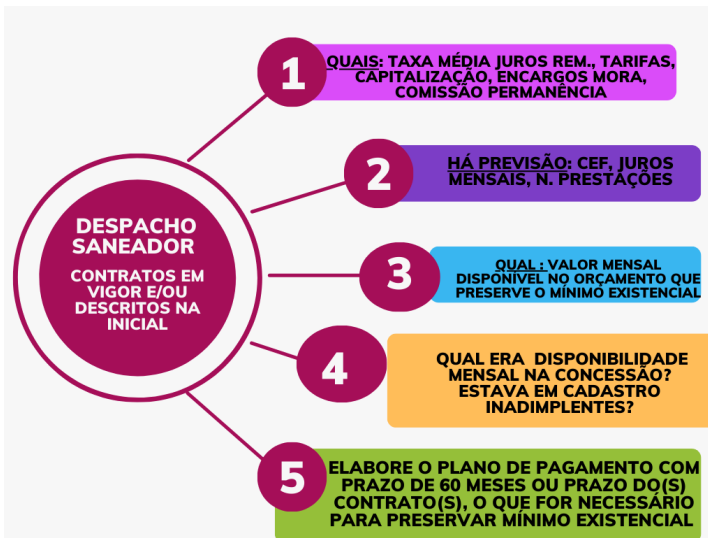 DESPACHO
SANEADOR
CONTRATOS EM
VIGOR E/OU
DESCRITOS NA
INICIAL
1
QUAIS: TAXA MÉDIA JUROS REM., TARIFAS,
CAPITALIZAÇÃO, ENCARGOS MORA,
COMISSÃO PERMANÊNCIA
2
HÁ PREVISÃO: CEF, JUROS
MENSAIS, N. PRESTAÇÕES
3
QUAL : VALOR MENSAL
DISPONÍVEL NO ORÇAMENTO QUE
PRESERVE O MÍNIMO EXISTENCIAL
4
QUAL ERA DISPONIBILIDADE
MENSAL NA CONCESSÃO?
ESTAVA EM CADASTRO
INADIMPLENTES?
5
ELABORE O PLANO DE PAGAMENTO COM
PRAZO DE 60 MESES OU PRAZO DO(S)
CONTRATO(S), O QUE FOR NECESSÁRIO
PARA PRESERVAR MÍNIMO EXISTENCIAL